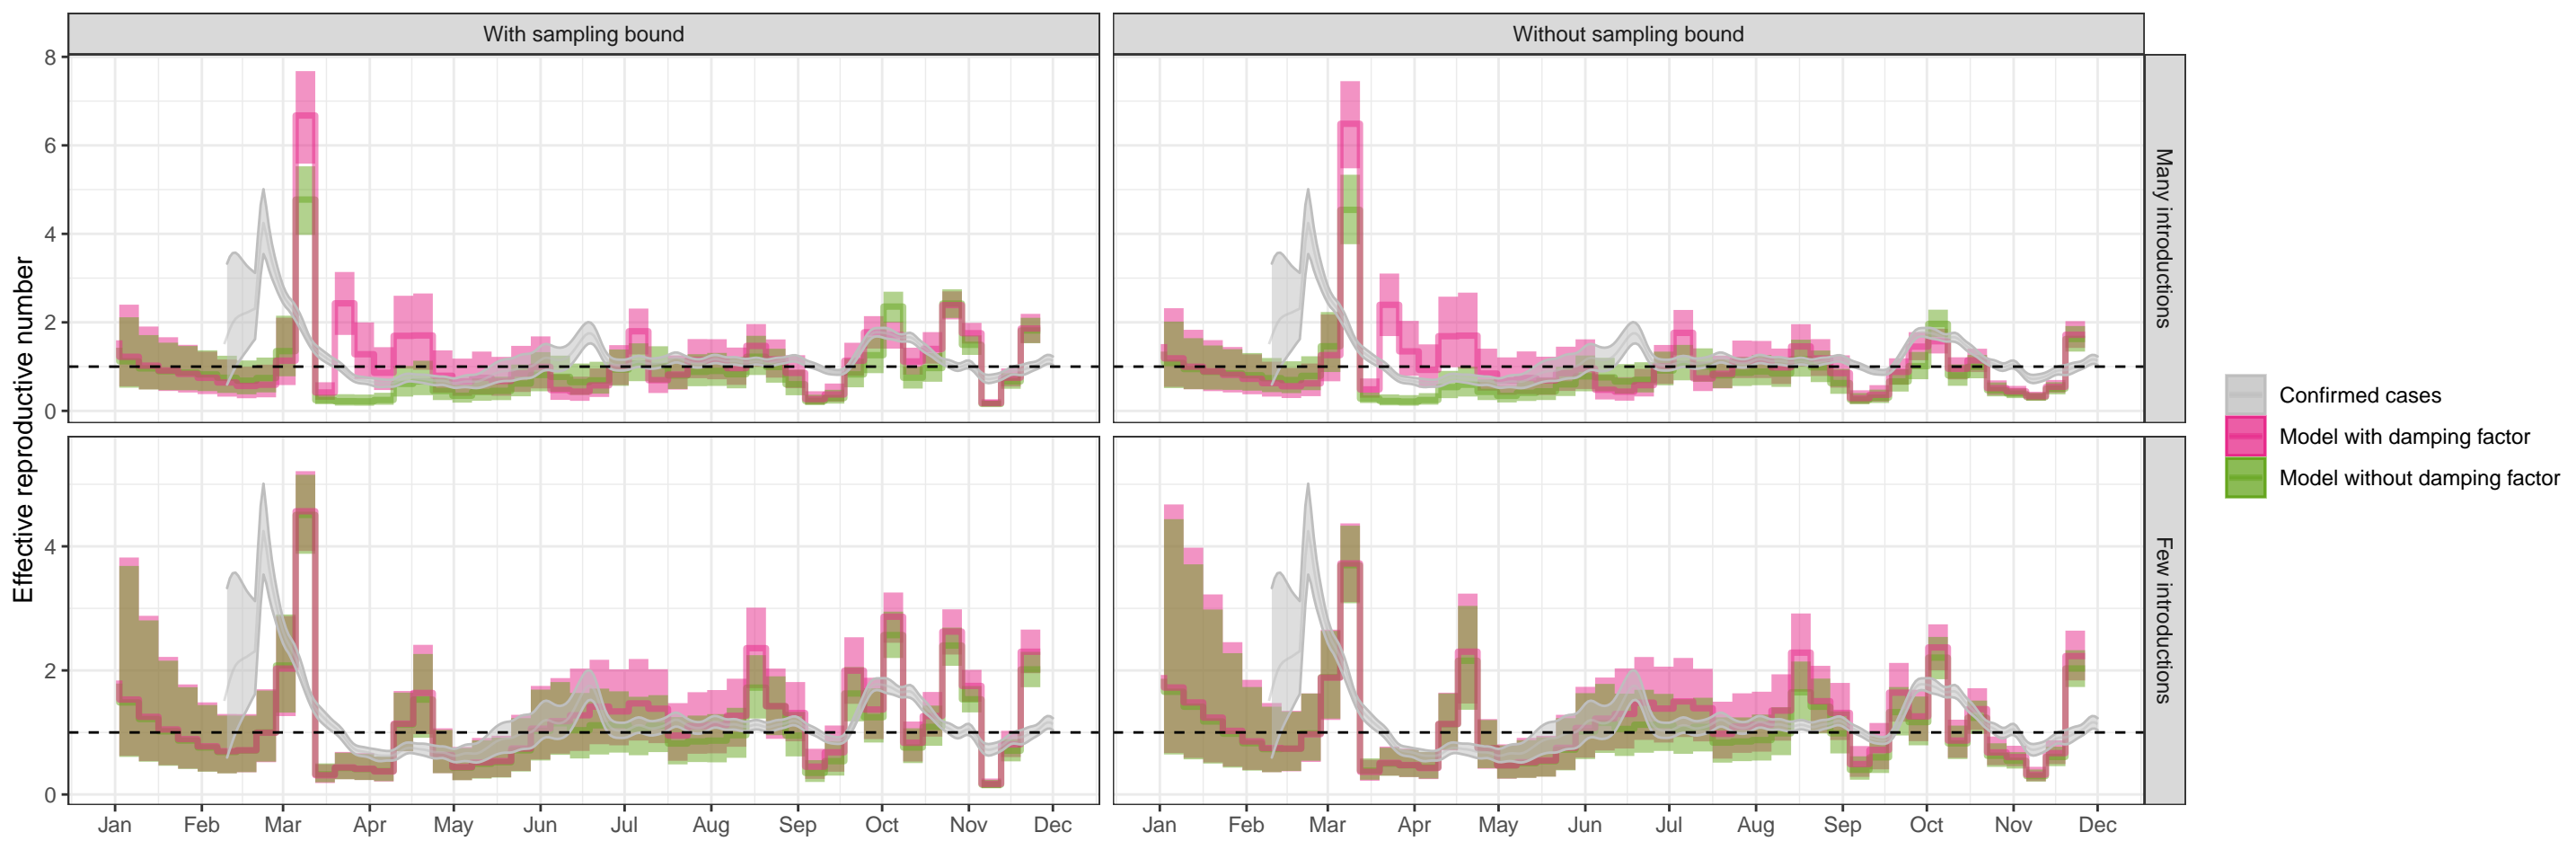 With sampling bound
Without sampling bound
Effective reproductive number
8
6
4
2
0
Many introductions
4
2
0
Few introductions
Jan Feb Mar Apr May Jun Jul Aug Sep Oct Nov Dec
Jan Feb Mar Apr May Jun Jul Aug Sep Oct Nov Dec
Confirmed cases
Model with damping factor
Model without damping factor